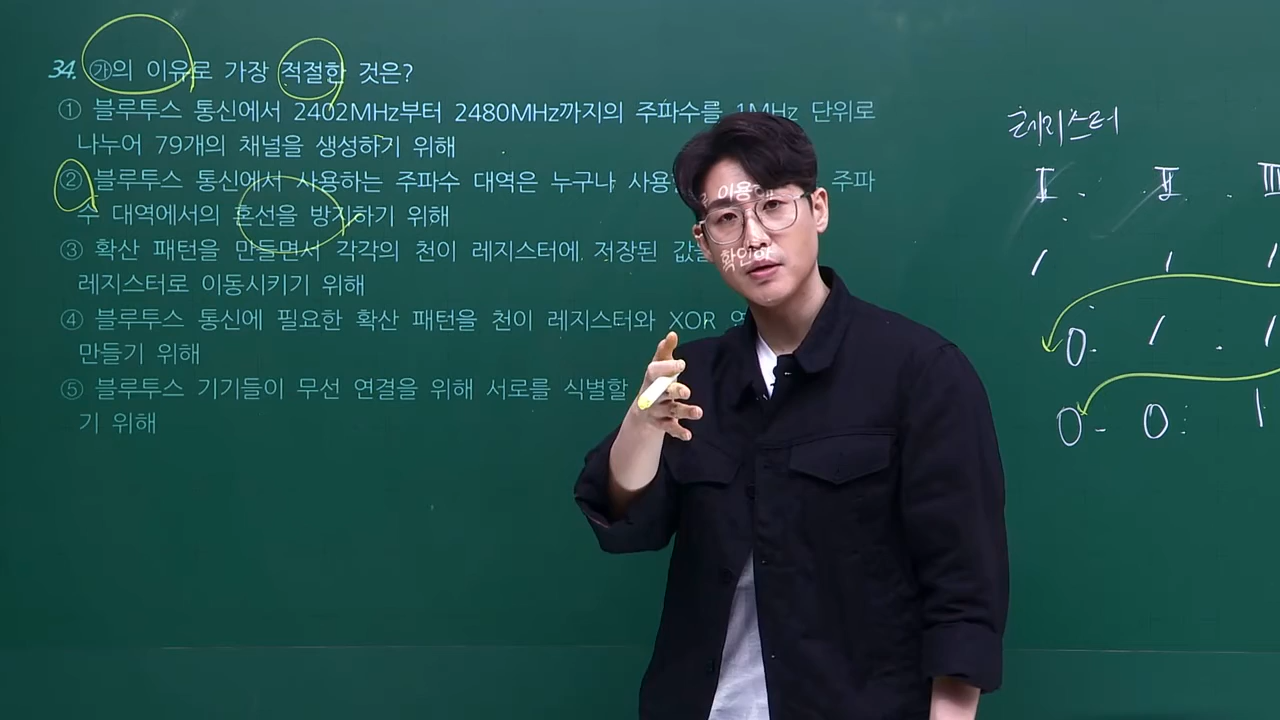 34. ㉮의 이유로 가장 적절한 것은?
① 블루투스 통신에서 2402MHz부터 2480MHz까지의 주파수를 1MHz 단위로
나누어 79개의 채널을 생성하기 위해
② 블루투스 통신에서 사용하는 주파수 대역은 누구나 주파
수 대역에서의 혼선을 방지하기 위해
③ 확산 패턴을 만들면서 각각의 천이 레지스터에 저장된
레지스터로 이동시키기 위해
④ 블루투스 통신에 필요한 확산 패턴을 천이 레지스터와 XOR
만들기 위해
⑤ 블루투스 기기들이 무선 연결을 위해 서로를 식별할
기 위해
레지스터
Ⅰ Ⅱ Ⅲ
1 1 1
0 1 1
0 0 1